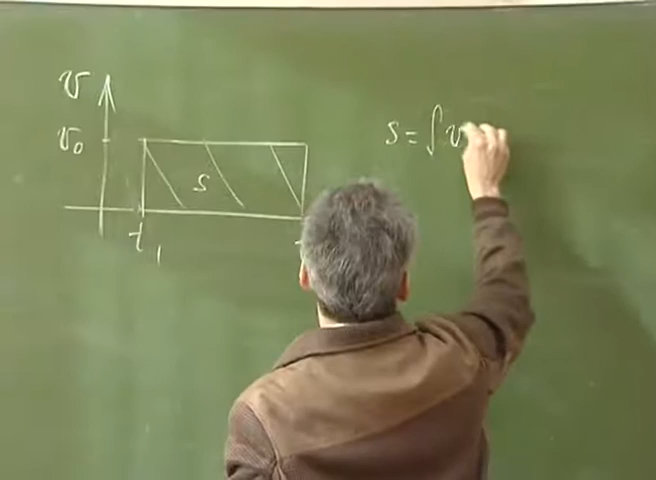 v
v₀
s
t₁
s = ∫ v